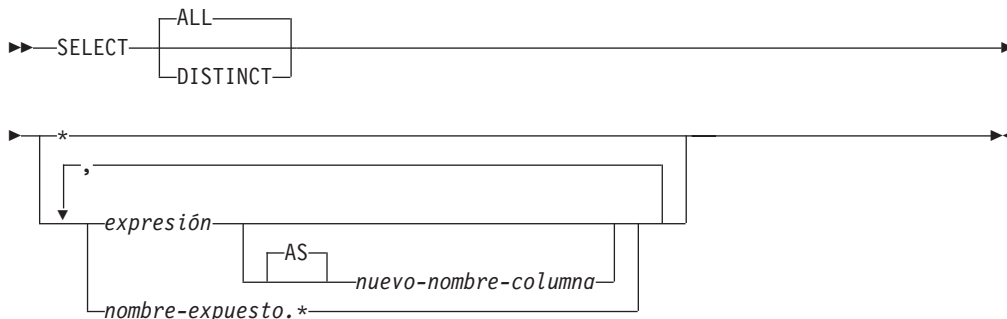 ALL
SELECT
DISTINCT
*
,
expresión
AS
nuevo-nombre-columna
nombre-expuesto.*